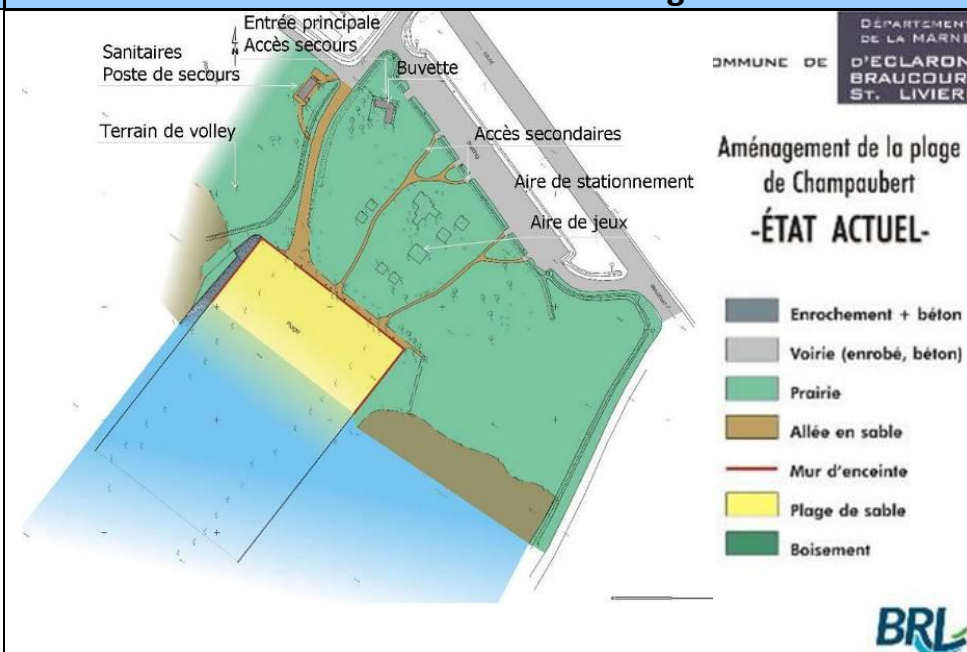 Entrée principale
Accès secours
N
Sanitaires
Poste de secours
Buvette
Terrain de volley
Accès secondaires
Aire de stationnement
Aire de jeux
Plage
DÉPARTEMENT
DE LA MARNE
OMMUNE DE D'ECLARON
BRAUCOUR
ST. LIVIER
Aménagement de la plage
de Champaubert
-ÉTAT ACTUEL-
Enrochement + béton
Voirie (enrobé, béton)
Prairie
Allée en sable
Mur d'enceinte
Plage de sable
Boisement
BRL